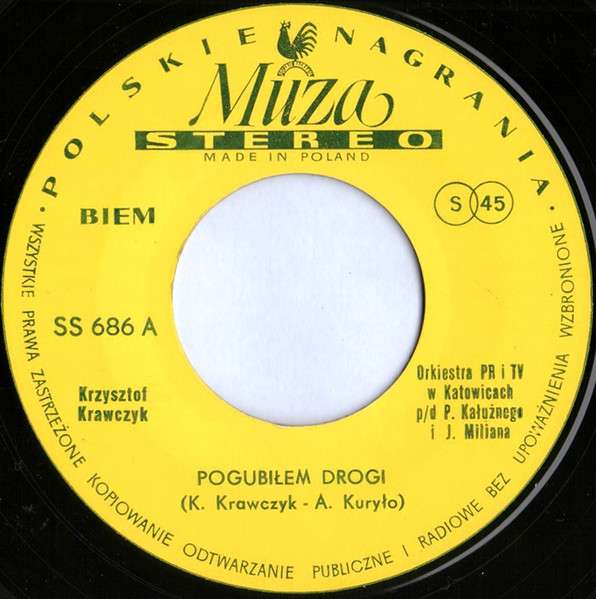 POLSKIE NAGRANIA
Muza
STEREO
MADE IN POLAND
BIEM
S 45
SS 686 A
Krzysztof
Krawczyk
Orkiestra PR i TV
w Katowicach
p/d P. Kałużnego
i J. Miliana
POGUBIŁEM DROGI
(K. Krawczyk - A. Kuryło)
WSZYSTKIE PRAWA ZASTRZEŻONE KOPIOWANIE ODTWARZANIE PUBLICZNE I RADIOWE BEZ UPOWAŻNIENIA WZBRONIONE